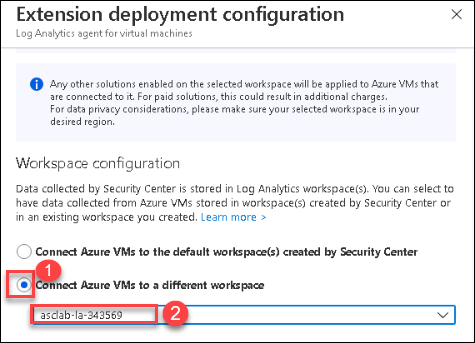 Extension deployment configuration
Log Analytics agent for virtual machines
Any other solutions enabled on the selected workspace will be applied to Azure VMs that
are connected to it. For paid solutions, this could result in additional charges.
For data privacy considerations, please make sure your selected workspace is in your
desired region.
Workspace configuration
Data collected by Security Center is stored in Log Analytics workspace(s). You can select to
have data collected from Azure VMs stored in workspace(s) created by Security Center or
in an existing workspace you created. Learn more >
Connect Azure VMs to the default workspace(s) created by Security Center
1
Connect Azure VMs to a different workspace
asclab-la-343569 2